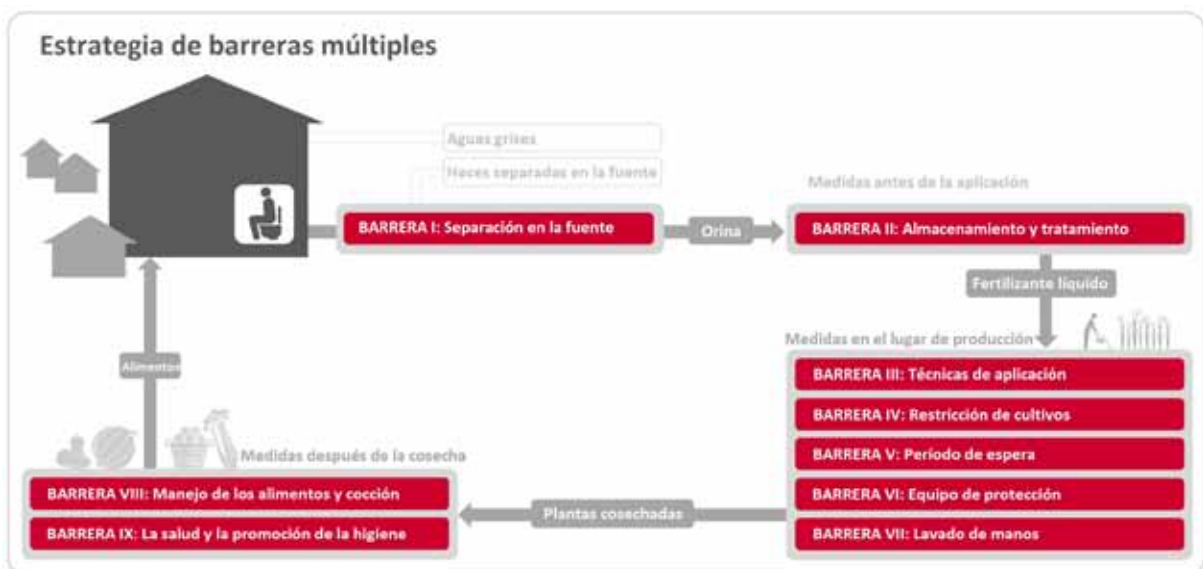 Estrategia de barreras múltiples
Aguas grises
Heces separadas en la fuente
BARRERA I: Separación en la fuente
Orina
Medidas antes de la aplicación
BARRERA II: Almacenamiento y tratamiento
Fertilizante líquido
Medidas en el lugar de producción
BARRERA III: Técnicas de aplicación
BARRERA IV: Restricción de cultivos
BARRERA V: Período de espera
BARRERA VI: Equipo de protección
BARRERA VII: Lavado de manos
Plantas cosechadas
Medidas después de la cosecha
BARRERA VIII: Manejo de los alimentos y cocción
BARRERA IX: La salud y la promoción de la higiene
Alimentos